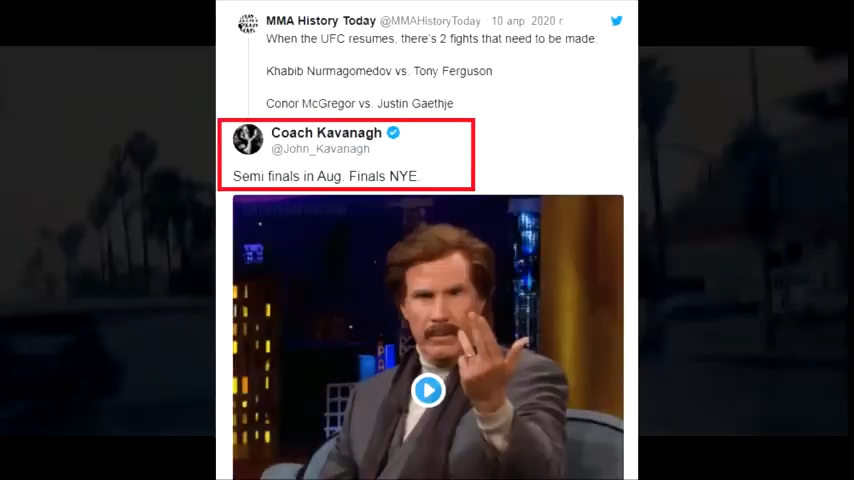 MMA History Today @MMAHistoryToday 10 апр. 2020 г
When the UFC resumes, there's 2 fights that need to be made:
Khabib Nurmagomedov vs. Tony Ferguson
Conor McGregor vs. Justin Gaethje
Coach Kavanagh
@John_Kavanagh
Semi finals in Aug. Finals NYE.